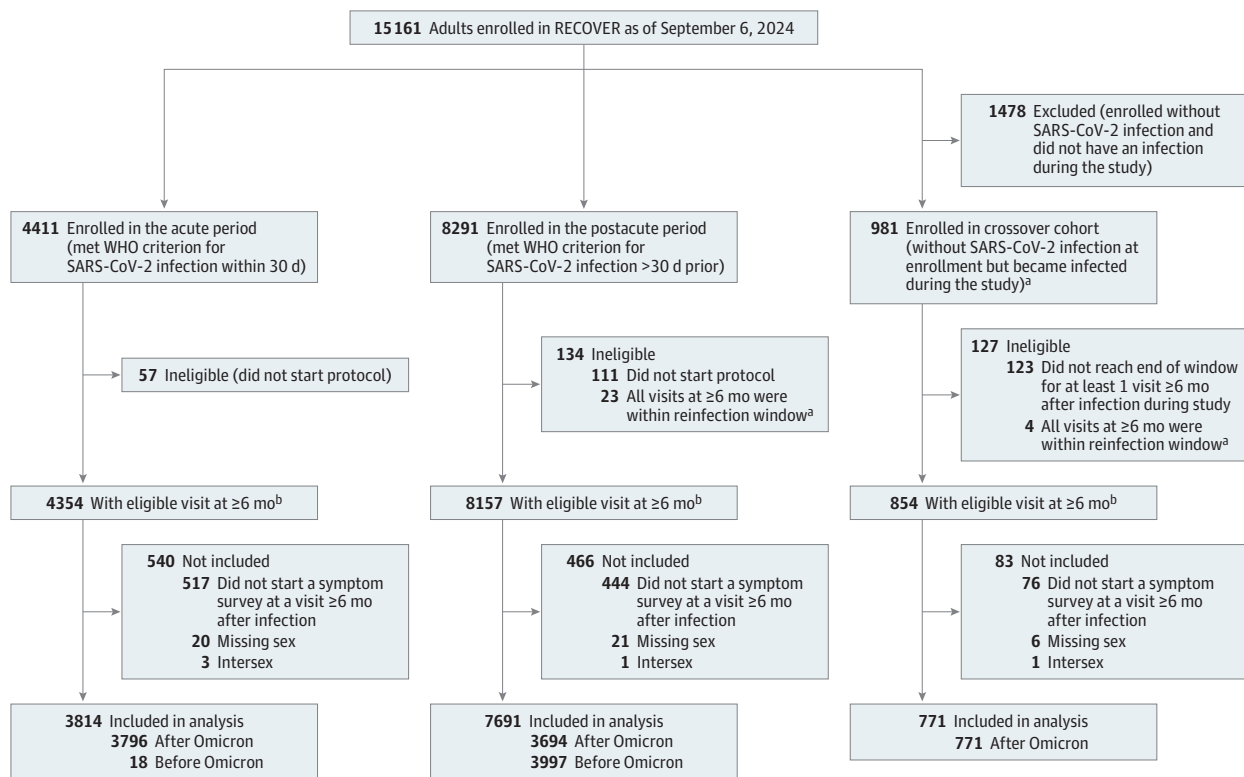 15161 Adults enrolled in RECOVER as of September 6, 2024
1478 Excluded (enrolled without
SARS-CoV-2 infection and
did not have an infection
during the study)
4411 Enrolled in the acute period
(met WHO criterion for
SARS-CoV-2 infection within 30 d)
8291 Enrolled in the postacute period
(met WHO criterion for
SARS-CoV-2 infection >30 d prior)
981 Enrolled in crossover cohort
(without SARS-CoV-2 infection at
enrollment but became infected
during the study)a
57 Ineligible (did not start protocol)
134 Ineligible
111 Did not start protocol
23 All visits at ≥6 mo were
within reinfection windowa
127 Ineligible
123 Did not reach end of window
for at least 1 visit ≥6 mo
after infection during study
4 All visits at ≥6 mo were
within reinfection windowa
4354 With eligible visit at ≥6 mob
8157 With eligible visit at ≥6 mob
854 With eligible visit at ≥6 mob
540 Not included
517 Did not start a symptom
survey at a visit ≥6 mo
after infection
20 Missing sex
3 Intersex
466 Not included
444 Did not start a symptom
survey at a visit ≥6 mo
after infection
21 Missing sex
1 Intersex
83 Not included
76 Did not start a symptom
survey at a visit ≥6 mo
after infection
6 Missing sex
1 Intersex
3814 Included in analysis
3796 After Omicron
18 Before Omicron
7691 Included in analysis
3694 After Omicron
3997 Before Omicron
771 Included in analysis
771 After Omicron